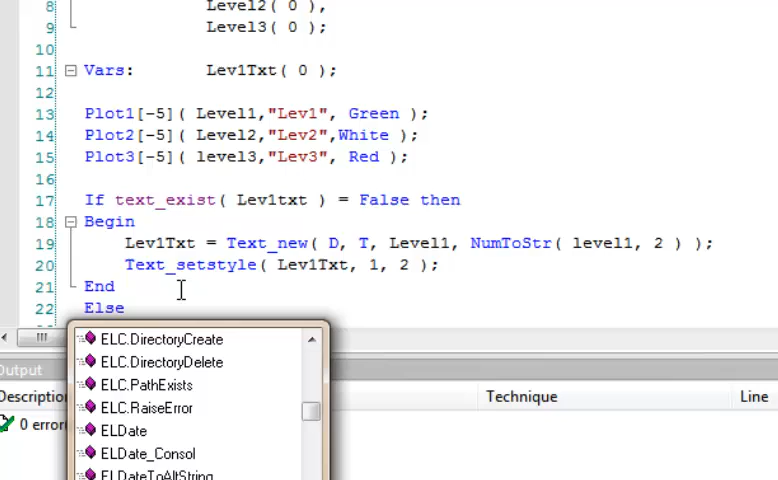 8 Level2( 0 ),
9 Level3( 0 );
10
11 Vars: Lev1Txt( 0 );
12
13 Plot1[-5]( Level1,"Lev1", Green );
14 Plot2[-5]( Level2,"Lev2",White );
15 Plot3[-5]( level3,"Lev3", Red );
16
17 If text_exist( Lev1txt ) = False then
18 Begin
19 Lev1Txt = Text_new( D, T, Level1, NumToStr( level1, 2 ) );
20 Text_setstyle( Lev1Txt, 1, 2 );
21 End
22 Else
ELC.DirectoryCreate
ELC.DirectoryDelete
ELC.PathExists
ELC.RaiseError
ELDate
ELDate_Consol
ELDateToAltString
Output
Description Technique Line
0 error